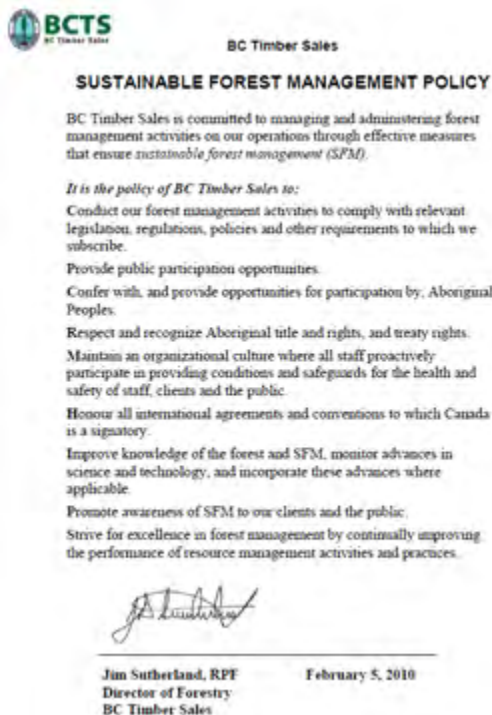 BCTS
BC Timber Sales
BC Timber Sales
SUSTAINABLE FOREST MANAGEMENT POLICY
BC Timber Sales is committed to managing and administering forest
management activities on our operations through effective measures
that ensure sustainable forest management (SFM).
It is the policy of BC Timber Sales to:
Conduct our forest management activities to comply with relevant
legislation, regulations, policies and other requirements to which we
subscribe.
Provide public participation opportunities.
Confer with, and provide opportunities for participation by, Aboriginal
Peoples.
Respect and recognize Aboriginal title and rights, and treaty rights.
Maintain an organizational culture where all staff proactively
participate in providing conditions and safeguards for the health and
safety of staff, clients and the public.
Honour all international agreements and conventions to which Canada
is a signatory.
Improve knowledge of the forest and SFM, monitor advances in
science and technology, and incorporate these advances where
applicable.
Promote awareness of SFM to our clients and the public.
Strive for excellence in forest management by continually improving
the performance of resource management activities and practices.
Jim Sutherland, RPF February 5, 2010
Director of Forestry
BC Timber Sales